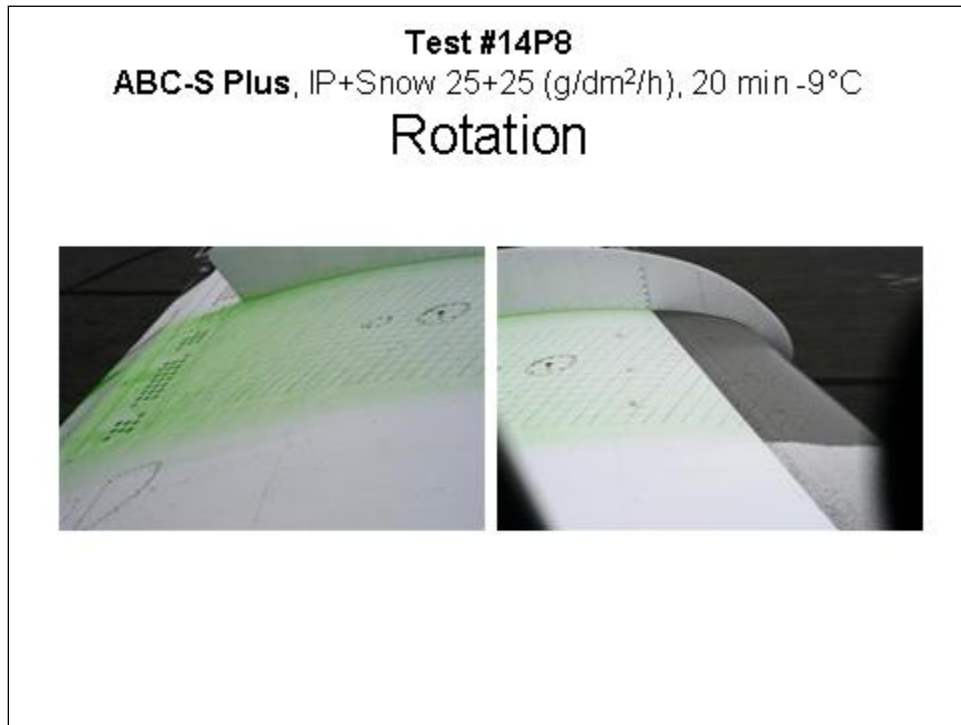 Test #14P8
ABC-S Plus, IP+Snow 25+25 (g/dm²/h), 20 min -9°C
Rotation